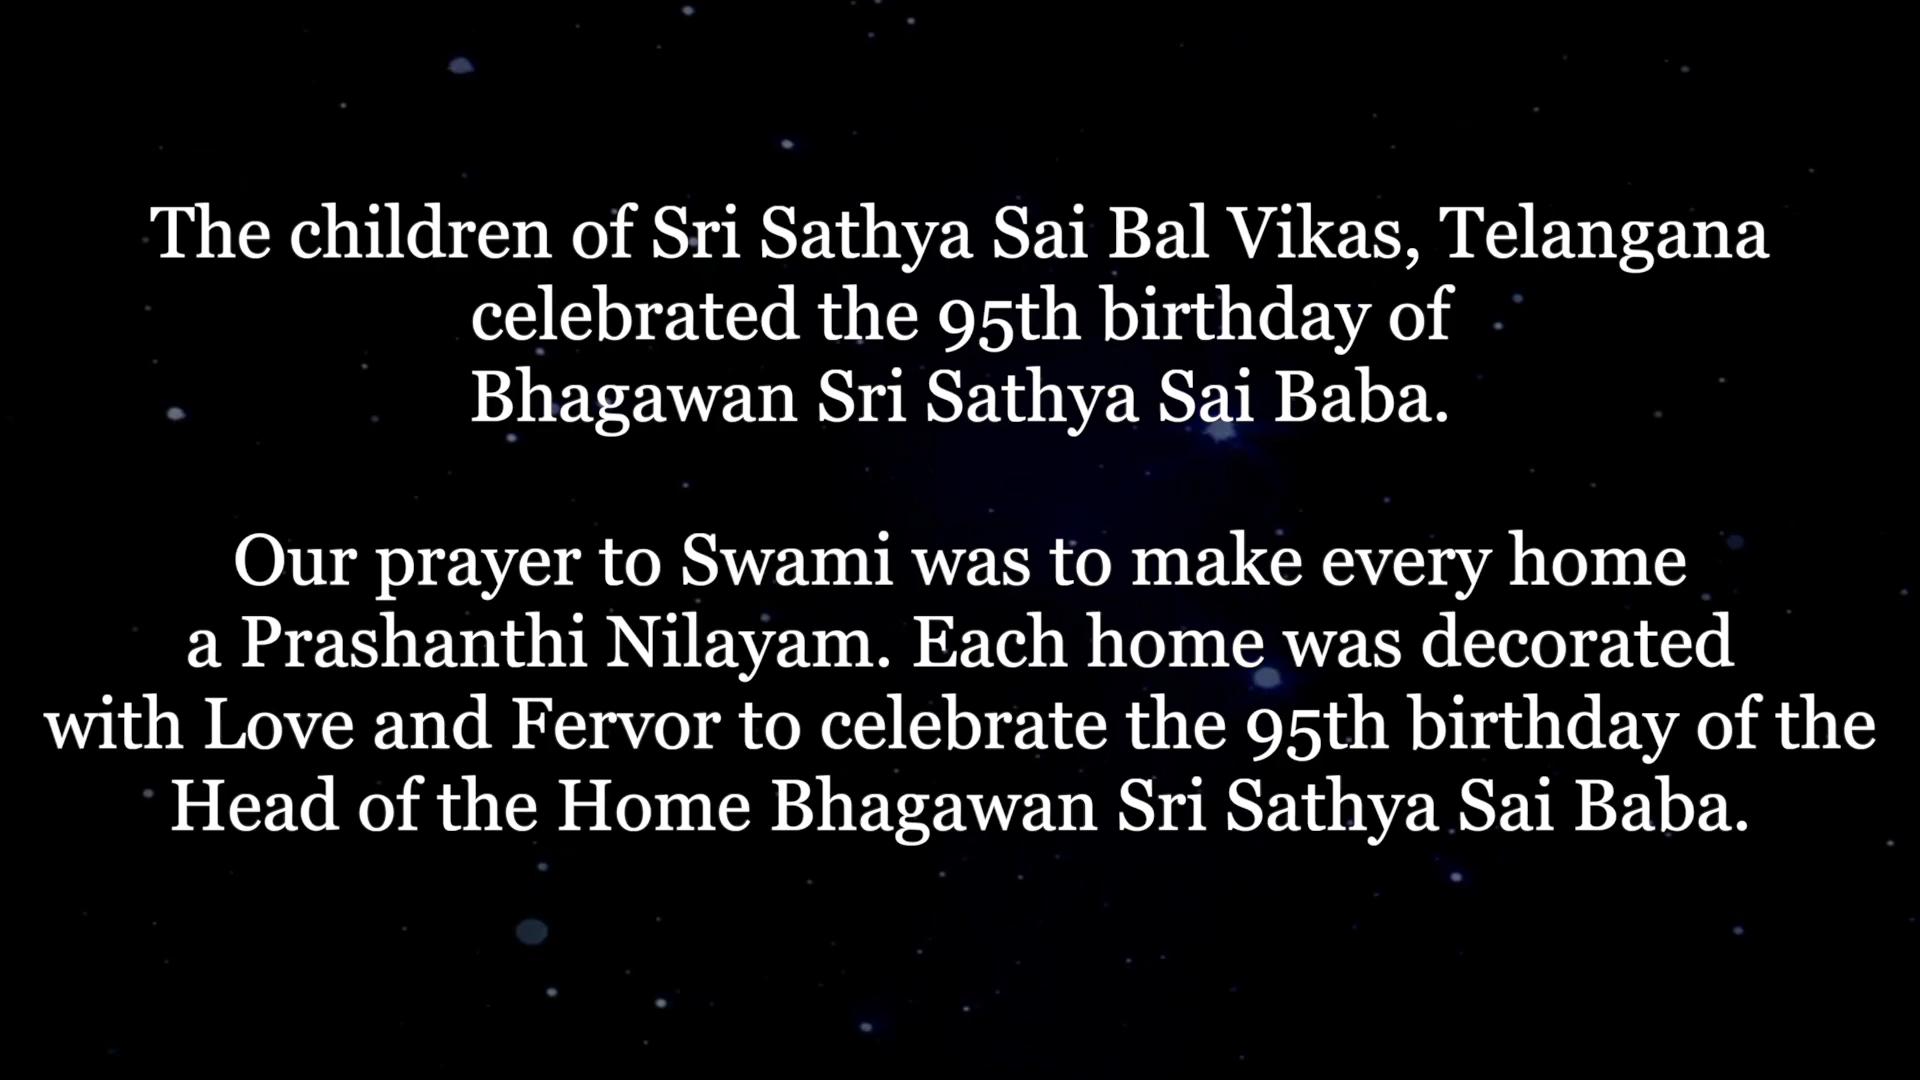 The children of Sri Sathya Sai Bal Vikas, Telangana
celebrated the 95th birthday of
Bhagawan Sri Sathya Sai Baba.
Our prayer to Swami was to make every home
a Prashanthi Nilayam. Each home was decorated
with Love and Fervor to celebrate the 95th birthday of the
Head of the Home Bhagawan Sri Sathya Sai Baba.